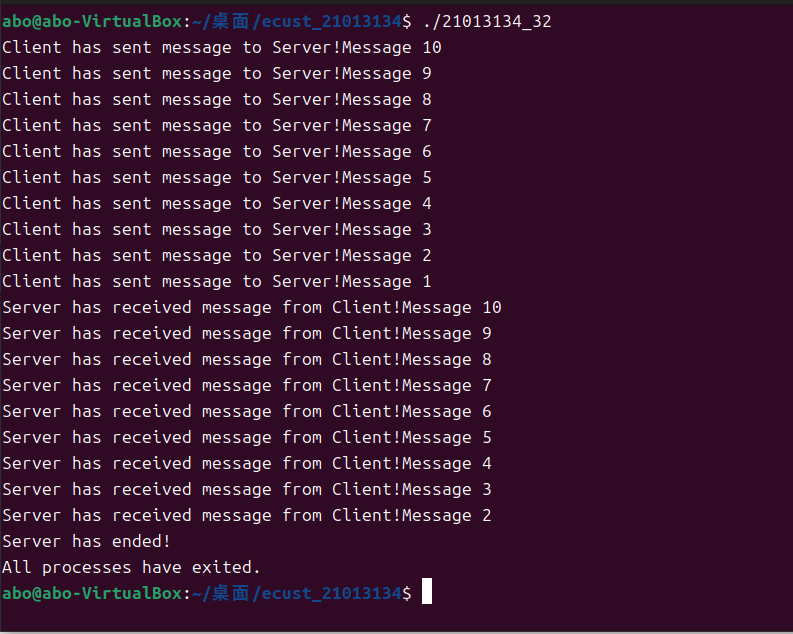 abo@abo-VirtualBox:~/桌面/ecust_21013134$ ./21013134_32
Client has sent message to Server!Message 10
Client has sent message to Server!Message 9
Client has sent message to Server!Message 8
Client has sent message to Server!Message 7
Client has sent message to Server!Message 6
Client has sent message to Server!Message 5
Client has sent message to Server!Message 4
Client has sent message to Server!Message 3
Client has sent message to Server!Message 2
Client has sent message to Server!Message 1
Server has received message from Client!Message 10
Server has received message from Client!Message 9
Server has received message from Client!Message 8
Server has received message from Client!Message 7
Server has received message from Client!Message 6
Server has received message from Client!Message 5
Server has received message from Client!Message 4
Server has received message from Client!Message 3
Server has received message from Client!Message 2
Server has ended!
All processes have exited.
abo@abo-VirtualBox:~/桌面/ecust_21013134$